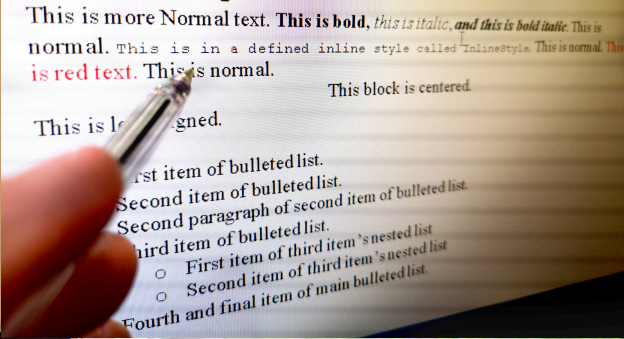 This is more Normal text. This is bold, this is italic, and this is bold italic. This is
normal. This is in a defined inline style called InlineStyle. This is normal. This
is red text. This is normal.
This block is centered.
This is gned.
rst item of bulleted list.
Second item of bulleted list.
Second paragraph of second item of bulleted list.
hird item of bulleted list.
o First item of third item's nested list
o Second item of third item's nested list
Fourth and final item of main bulleted list.